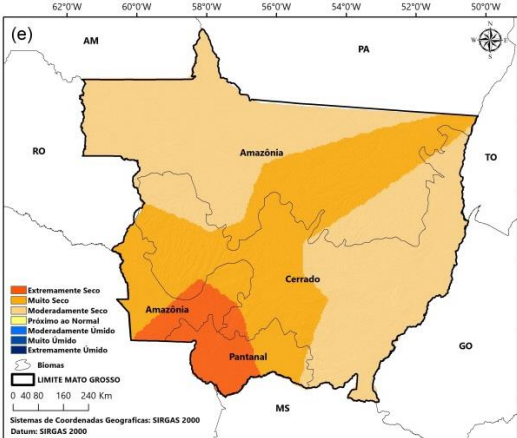 (e)
62°0'W 60°0'W 58°0'W 56°0'W 54°0'W 52°0'W 50°0'W
AM
PA
N
W E
S
RO
Amazônia
TO
Cerrado
Extremamente Seco
Muito Seco
Moderadamente Seco
Próximo ao Normal
Moderadamente Úmido
Muito Úmido
Extremamente Úmido
Biomas
LIMITE MATO GROSSO
Amazônia
GO
Pantanal
0 40 80 160 240 Km
MS
Sistemas de Coordenadas Geograficas: SIRGAS 2000
Datum: SIRGAS 2000